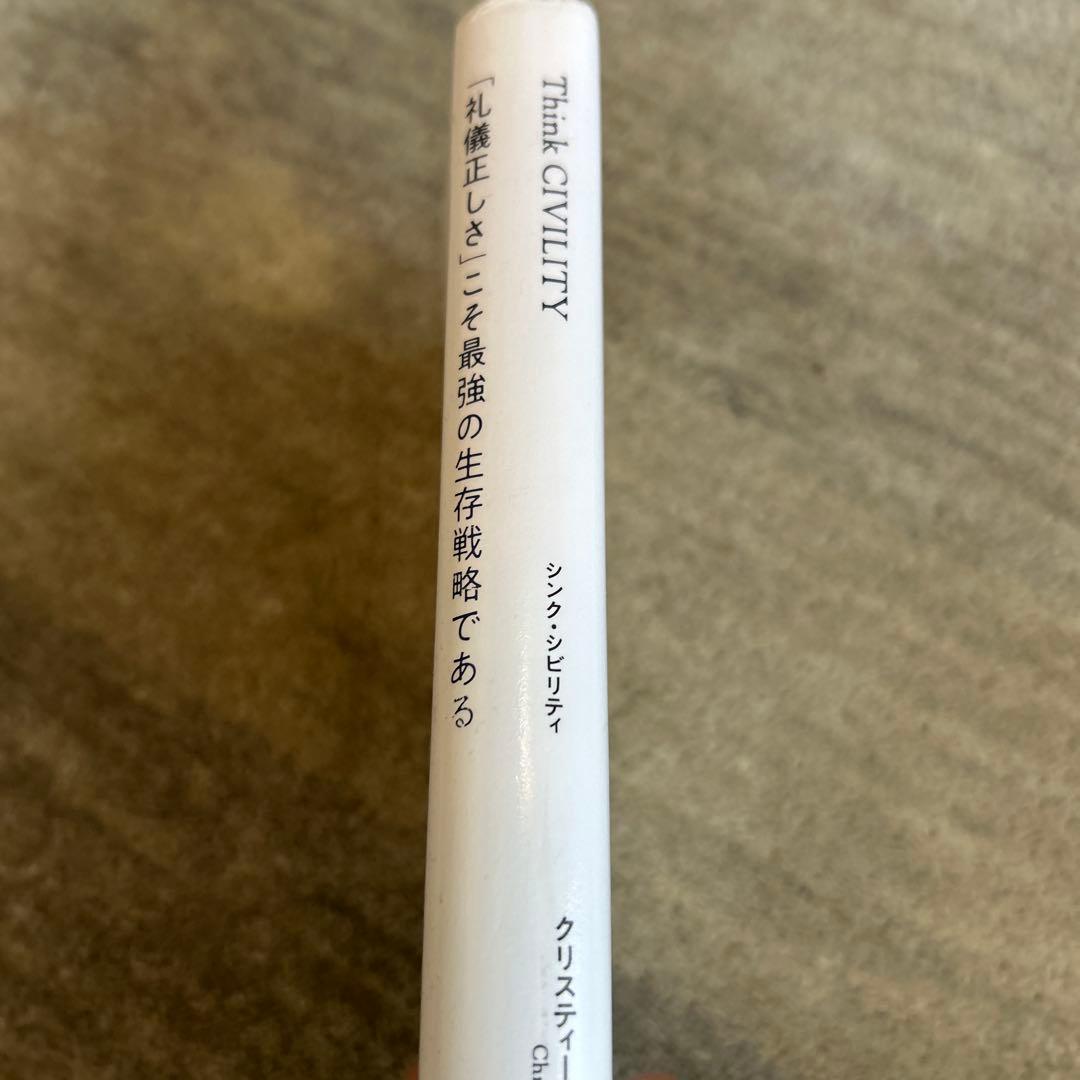 Think CIVILITY
シンク・シビリティ
「礼儀正しさ」こそ最強の生存戦略である
クリスティー
Chr